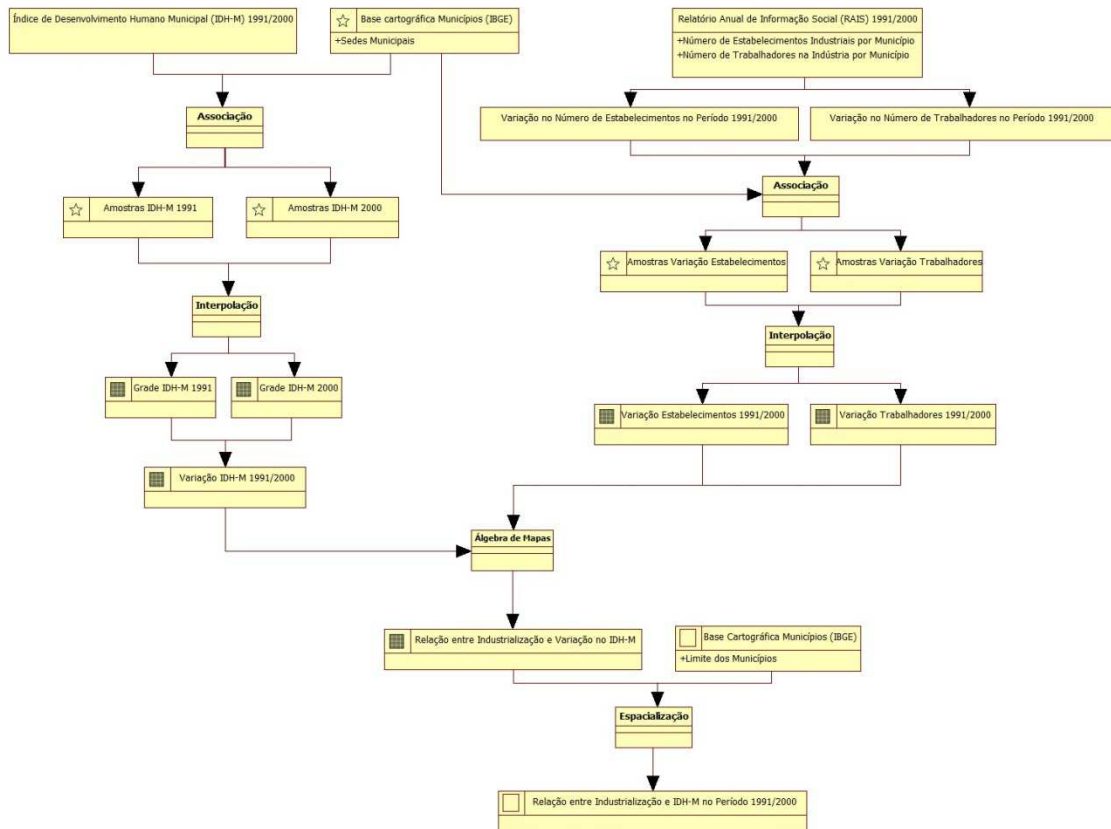 Índice de Desenvolvimento Humano Municipal (IDH-M) 1991/2000
Base cartográfica Municípios (IBGE)
+Sedes Municipais
Relatório Anual de Informação Social (RAIS) 1991/2000
+Número de Estabelecimentos Industriais por Município
+Número de Trabalhadores na Indústria por Município
Variação no Número de Estabelecimentos no Período 1991/2000
Variação no Número de Trabalhadores no Período 1991/2000
Associação
Associação
Amostras IDH-M 1991
Amostras IDH-M 2000
Amostras Variação Estabelecimentos
Amostras Variação Trabalhadores
Interpolação
Interpolação
Grade IDH-M 1991
Grade IDH-M 2000
Variação Estabelecimentos 1991/2000
Variação Trabalhadores 1991/2000
Variação IDH-M 1991/2000
Álgebra de Mapas
Relação entre Industrialização e Variação no IDH-M
Base Cartográfica Municípios (IBGE)
+Limite dos Municípios
Espacialização
Relação entre Industrialização e IDH-M no Período 1991/2000